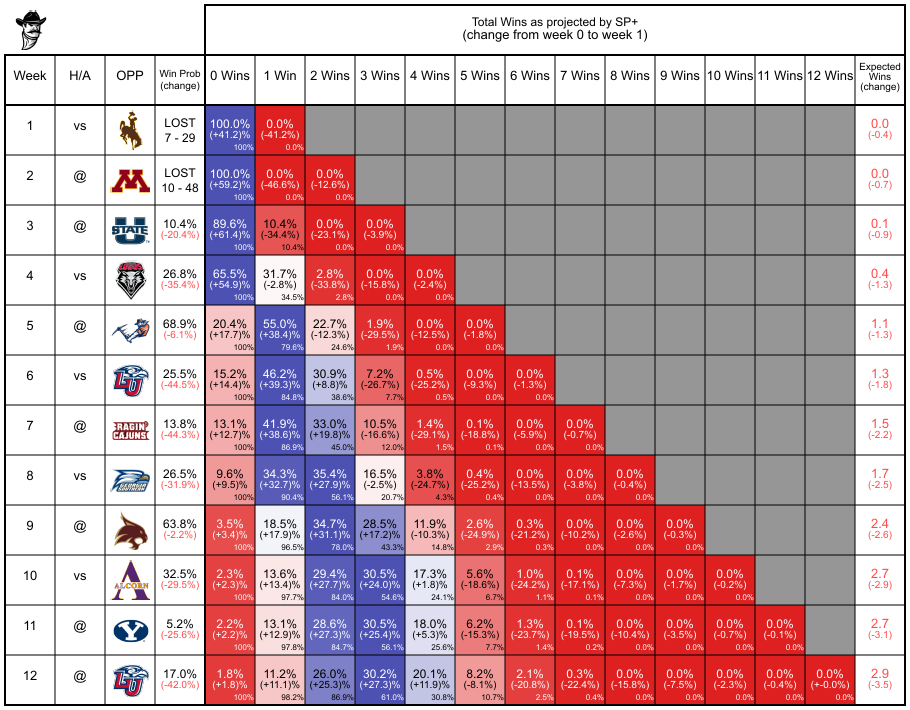 Total Wins as projected by SP+
(change from week 0 to week 1)
Week H/A OPP Win Prob (change) 0 Wins 1 Win 2 Wins 3 Wins 4 Wins 5 Wins 6 Wins 7 Wins 8 Wins 9 Wins 10 Wins 11 Wins 12 Wins Expected Wins (change)
1 vs LOST 7 - 29 100.0% (+41.2)% 100% 0.0% (-41.2%) 0.0% 0.0 (-0.4)
2 @ M LOST 10 - 48 100.0% (+59.2)% 100% 0.0% (-46.6%) 0.0% 0.0% (-12.6%) 0.0% 0.0 (-0.7)
3 @ U STATE 10.4% (-20.4%) 89.6% (+61.4)% 100% 10.4% (-34.4%) 10.4% 0.0% (-23.1%) 0.0% 0.0% (-3.9%) 0.0% 0.1 (-0.9)
4 vs 26.8% (-35.4%) 65.5% (+54.9)% 100% 31.7% (-2.8%) 34.5% 2.8% (-33.8%) 2.8% 0.0% (-15.8%) 0.0% 0.0% (-2.4%) 0.0% 0.4 (-1.3)
5 @ 68.9% (-6.1%) 20.4% (+17.7)% 100% 55.0% (+38.4)% 79.6% 22.7% (-12.3%) 24.6% 1.9% (-29.5%) 1.9% 0.0% (-12.5%) 0.0% 0.0% (-1.8%) 0.0% 1.1 (-1.3)
6 vs LU 25.5% (-44.5%) 15.2% (+14.4)% 100% 46.2% (+39.3)% 84.8% 30.9% (+8.8)% 38.6% 7.2% (-26.7%) 7.7% 0.5% (-25.2%) 0.5% 0.0% (-9.3%) 0.0% 0.0% (-1.3%) 0.0% 1.3 (-1.8)
7 @ RAGIN' CAJUNS 13.8% (-44.3%) 13.1% (+12.7)% 100% 41.9% (+38.6)% 86.9% 33.0% (+19.8)% 45.0% 10.5% (-16.6%) 12.0% 1.4% (-29.1%) 1.5% 0.1% (-18.8%) 0.1% 0.0% (-5.9%) 0.0% 0.0% (-0.7%) 0.0% 1.5 (-2.2)
8 vs GEORGIA SOUTHERN 26.5% (-31.9%) 9.6% (+9.5)% 100% 34.3% (+32.7)% 90.4% 35.4% (+27.9)% 56.1% 16.5% (-2.5%) 20.7% 3.8% (-24.7%) 4.3% 0.4% (-25.2%) 0.4% 0.0% (-13.5%) 0.0% 0.0% (-3.8%) 0.0% 0.0% (-0.4%) 0.0% 1.7 (-2.5)
9 @ 63.8% (-2.2%) 3.5% (+3.4)% 100% 18.5% (+17.9)% 96.5% 34.7% (+31.1)% 78.0% 28.5% (+17.2)% 43.3% 11.9% (-10.3%) 14.8% 2.6% (-24.9%) 2.9% 0.3% (-21.2%) 0.3% 0.0% (-10.2%) 0.0% 0.0% (-2.6%) 0.0% 0.0% (-0.3%) 0.0% 2.4 (-2.6)
10 vs A ALCORN 32.5% (-29.5%) 2.3% (+2.3)% 100% 13.6% (+13.4)% 97.7% 29.4% (+27.7)% 84.0% 30.5% (+24.0)% 54.6% 17.3% (+1.8)% 24.1% 5.6% (-18.6%) 6.7% 1.0% (-24.2%) 1.1% 0.1% (-17.1%) 0.1% 0.0% (-7.3%) 0.0% 0.0% (-1.7%) 0.0% 0.0% (-0.2%) 0.0% 2.7 (-2.9)
11 @ Y 5.2% (-25.6%) 2.2% (+2.2)% 100% 13.1% (+12.9)% 97.8% 28.6% (+27.3)% 84.7% 30.5% (+25.4)% 56.1% 18.0% (+5.3)% 25.6% 6.2% (-15.3%) 7.7% 1.3% (-23.7%) 1.4% 0.1% (-19.5%) 0.2% 0.0% (-10.4%) 0.0% 0.0% (-3.5%) 0.0% 0.0% (-0.7%) 0.0% 0.0% (-0.1%) 0.0% 2.7 (-3.1)
12 @ LU 17.0% (-42.0%) 1.8% (+1.8)% 100% 11.2% (+11.1)% 98.2% 26.0% (+25.3)% 86.9% 30.2% (+27.3)% 61.0% 20.1% (+11.9)% 30.8% 8.2% (-8.1%) 10.7% 2.1% (-20.8%) 2.5% 0.3% (-22.4%) 0.4% 0.0% (-15.8%) 0.0% 0.0% (-7.5%) 0.0% 0.0% (-2.3%) 0.0% 0.0% (-0.4%) 0.0% 0.0% (+-0.0%) 0.0% 2.9 (-3.5)